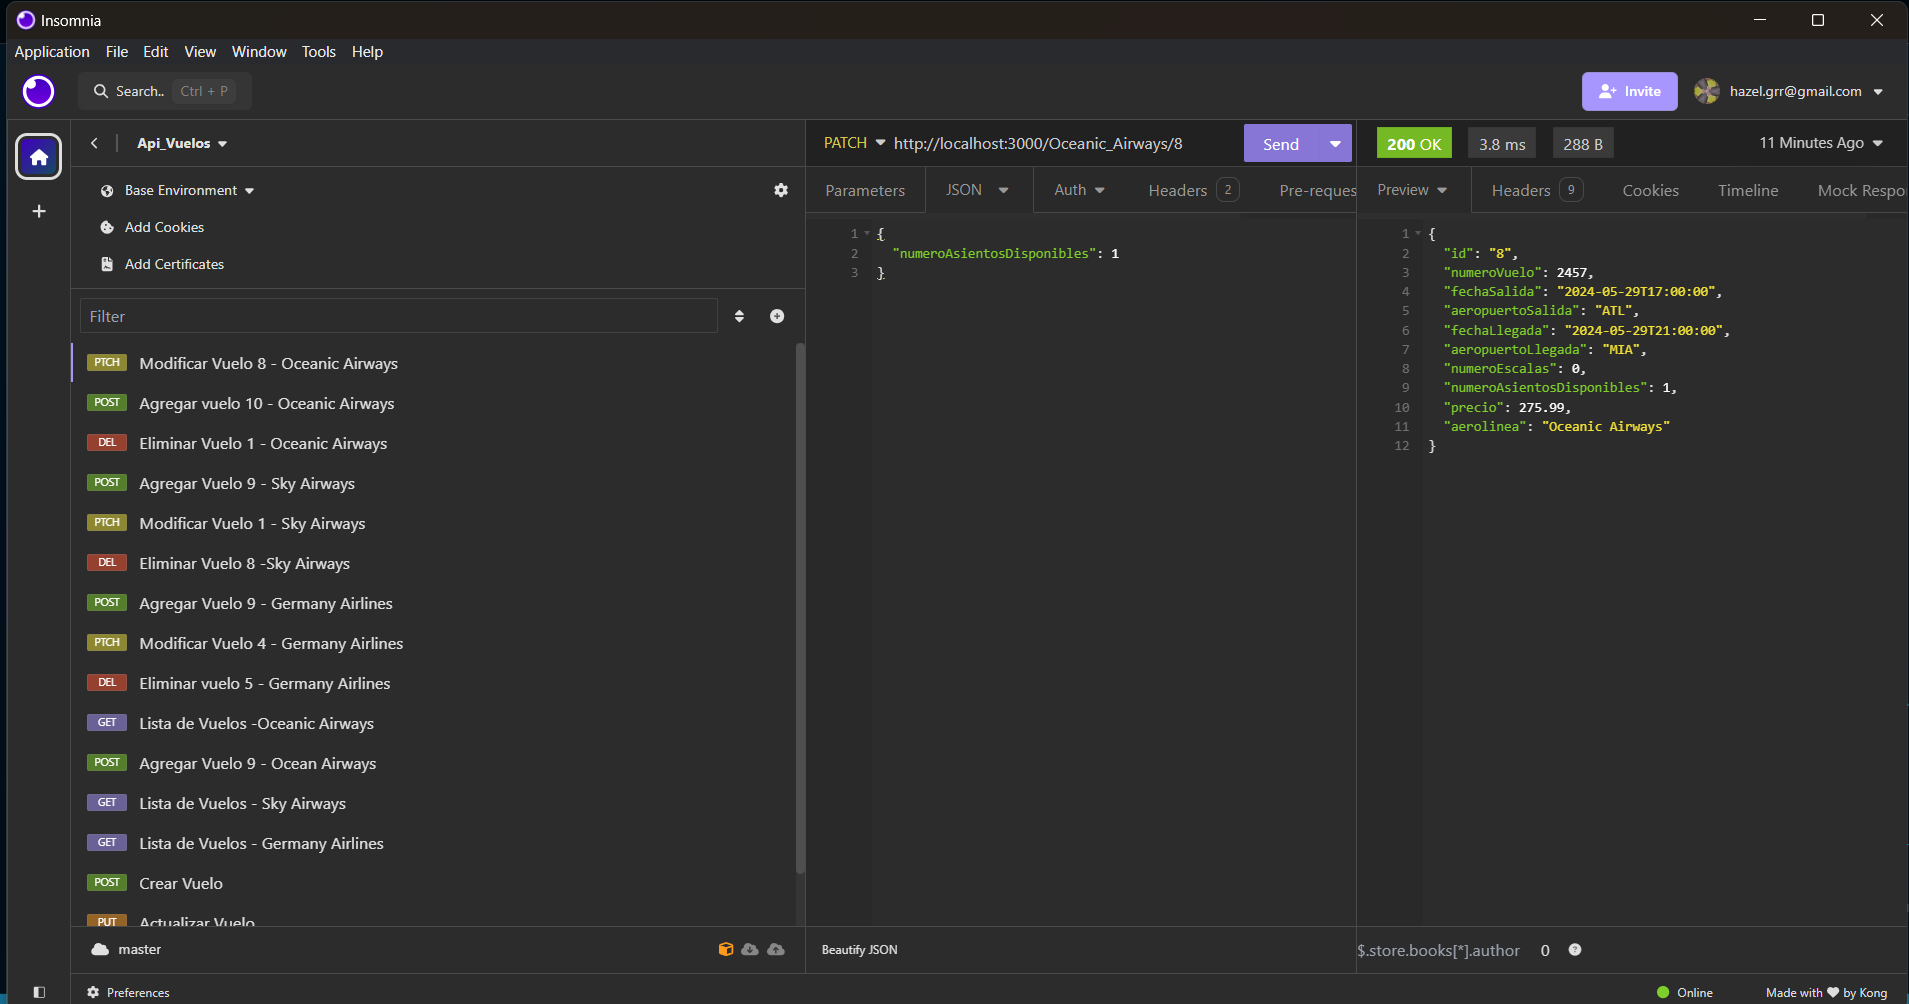 Insomnia
Application File Edit View Window Tools Help
Search.. Ctrl + P
Invite
hazel.grr@gmail.com
Api_Vuelos
Base Environment
Add Cookies
Add Certificates
Filter
PTCH Modificar Vuelo 8 - Oceanic Airways
POST Agregar vuelo 10 - Oceanic Airways
DEL Eliminar Vuelo 1 - Oceanic Airways
POST Agregar Vuelo 9 - Sky Airways
PTCH Modificar Vuelo 1 - Sky Airways
DEL Eliminar Vuelo 8 -Sky Airways
POST Agregar Vuelo 9 - Germany Airlines
PTCH Modificar Vuelo 4 - Germany Airlines
DEL Eliminar vuelo 5 - Germany Airlines
GET Lista de Vuelos -Oceanic Airways
POST Agregar Vuelo 9 - Ocean Airways
GET Lista de Vuelos - Sky Airways
GET Lista de Vuelos - Germany Airlines
POST Crear Vuelo
PUT Actualizar Vuelo
master
PATCH http://localhost:3000/Oceanic_Airways/8 Send
Parameters JSON Auth Headers 2 Pre-reques
1 {
2 "numeroAsientosDisponibles": 1
3 }
Beautify JSON
200 OK 3.8 ms 288 B 11 Minutes Ago
Preview Headers 9 Cookies Timeline Mock Respo
1 {
2 "id": "8",
3 "numeroVuelo": 2457,
4 "fechaSalida": "2024-05-29T17:00:00",
5 "aeropuertoSalida": "ATL",
6 "fechaLlegada": "2024-05-29T21:00:00",
7 "aeropuertoLlegada": "MIA",
8 "numeroEscalas": 0,
9 "numeroAsientosDisponibles": 1,
10 "precio": 275.99,
11 "aerolinea": "Oceanic Airways"
12 }
$.store.books[*].author 0 ?
Preferences
Online
Made with ♥ by Kong